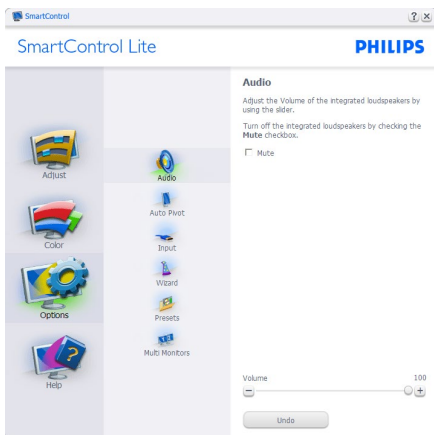 SmartControl
SmartControl Lite
PHILIPS
Adjust
Color
Options
Help
Audio
Auto Pivot
Input
Wizard
Presets
Multi Monitors
Audio
Adjust the Volume of the integrated loudspeakers by
using the slider.
Turn off the integrated loudspeakers by checking the
Mute checkbox.
Mute
Volume 100
Undo